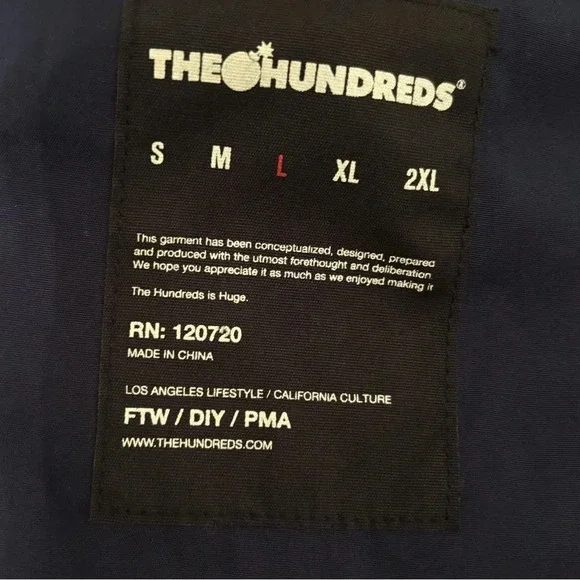 THE HUNDREDS®
S M L XL 2XL
This garment has been conceptualized, designed, prepared
and produced with the utmost forethought and deliberation
We hope you appreciate it as much as we enjoyed making it
The Hundreds is Huge.
RN: 120720
MADE IN CHINA
LOS ANGELES LIFESTYLE / CALIFORNIA CULTURE
FTW / DIY / PMA
WWW.THEHUNDREDS.COM